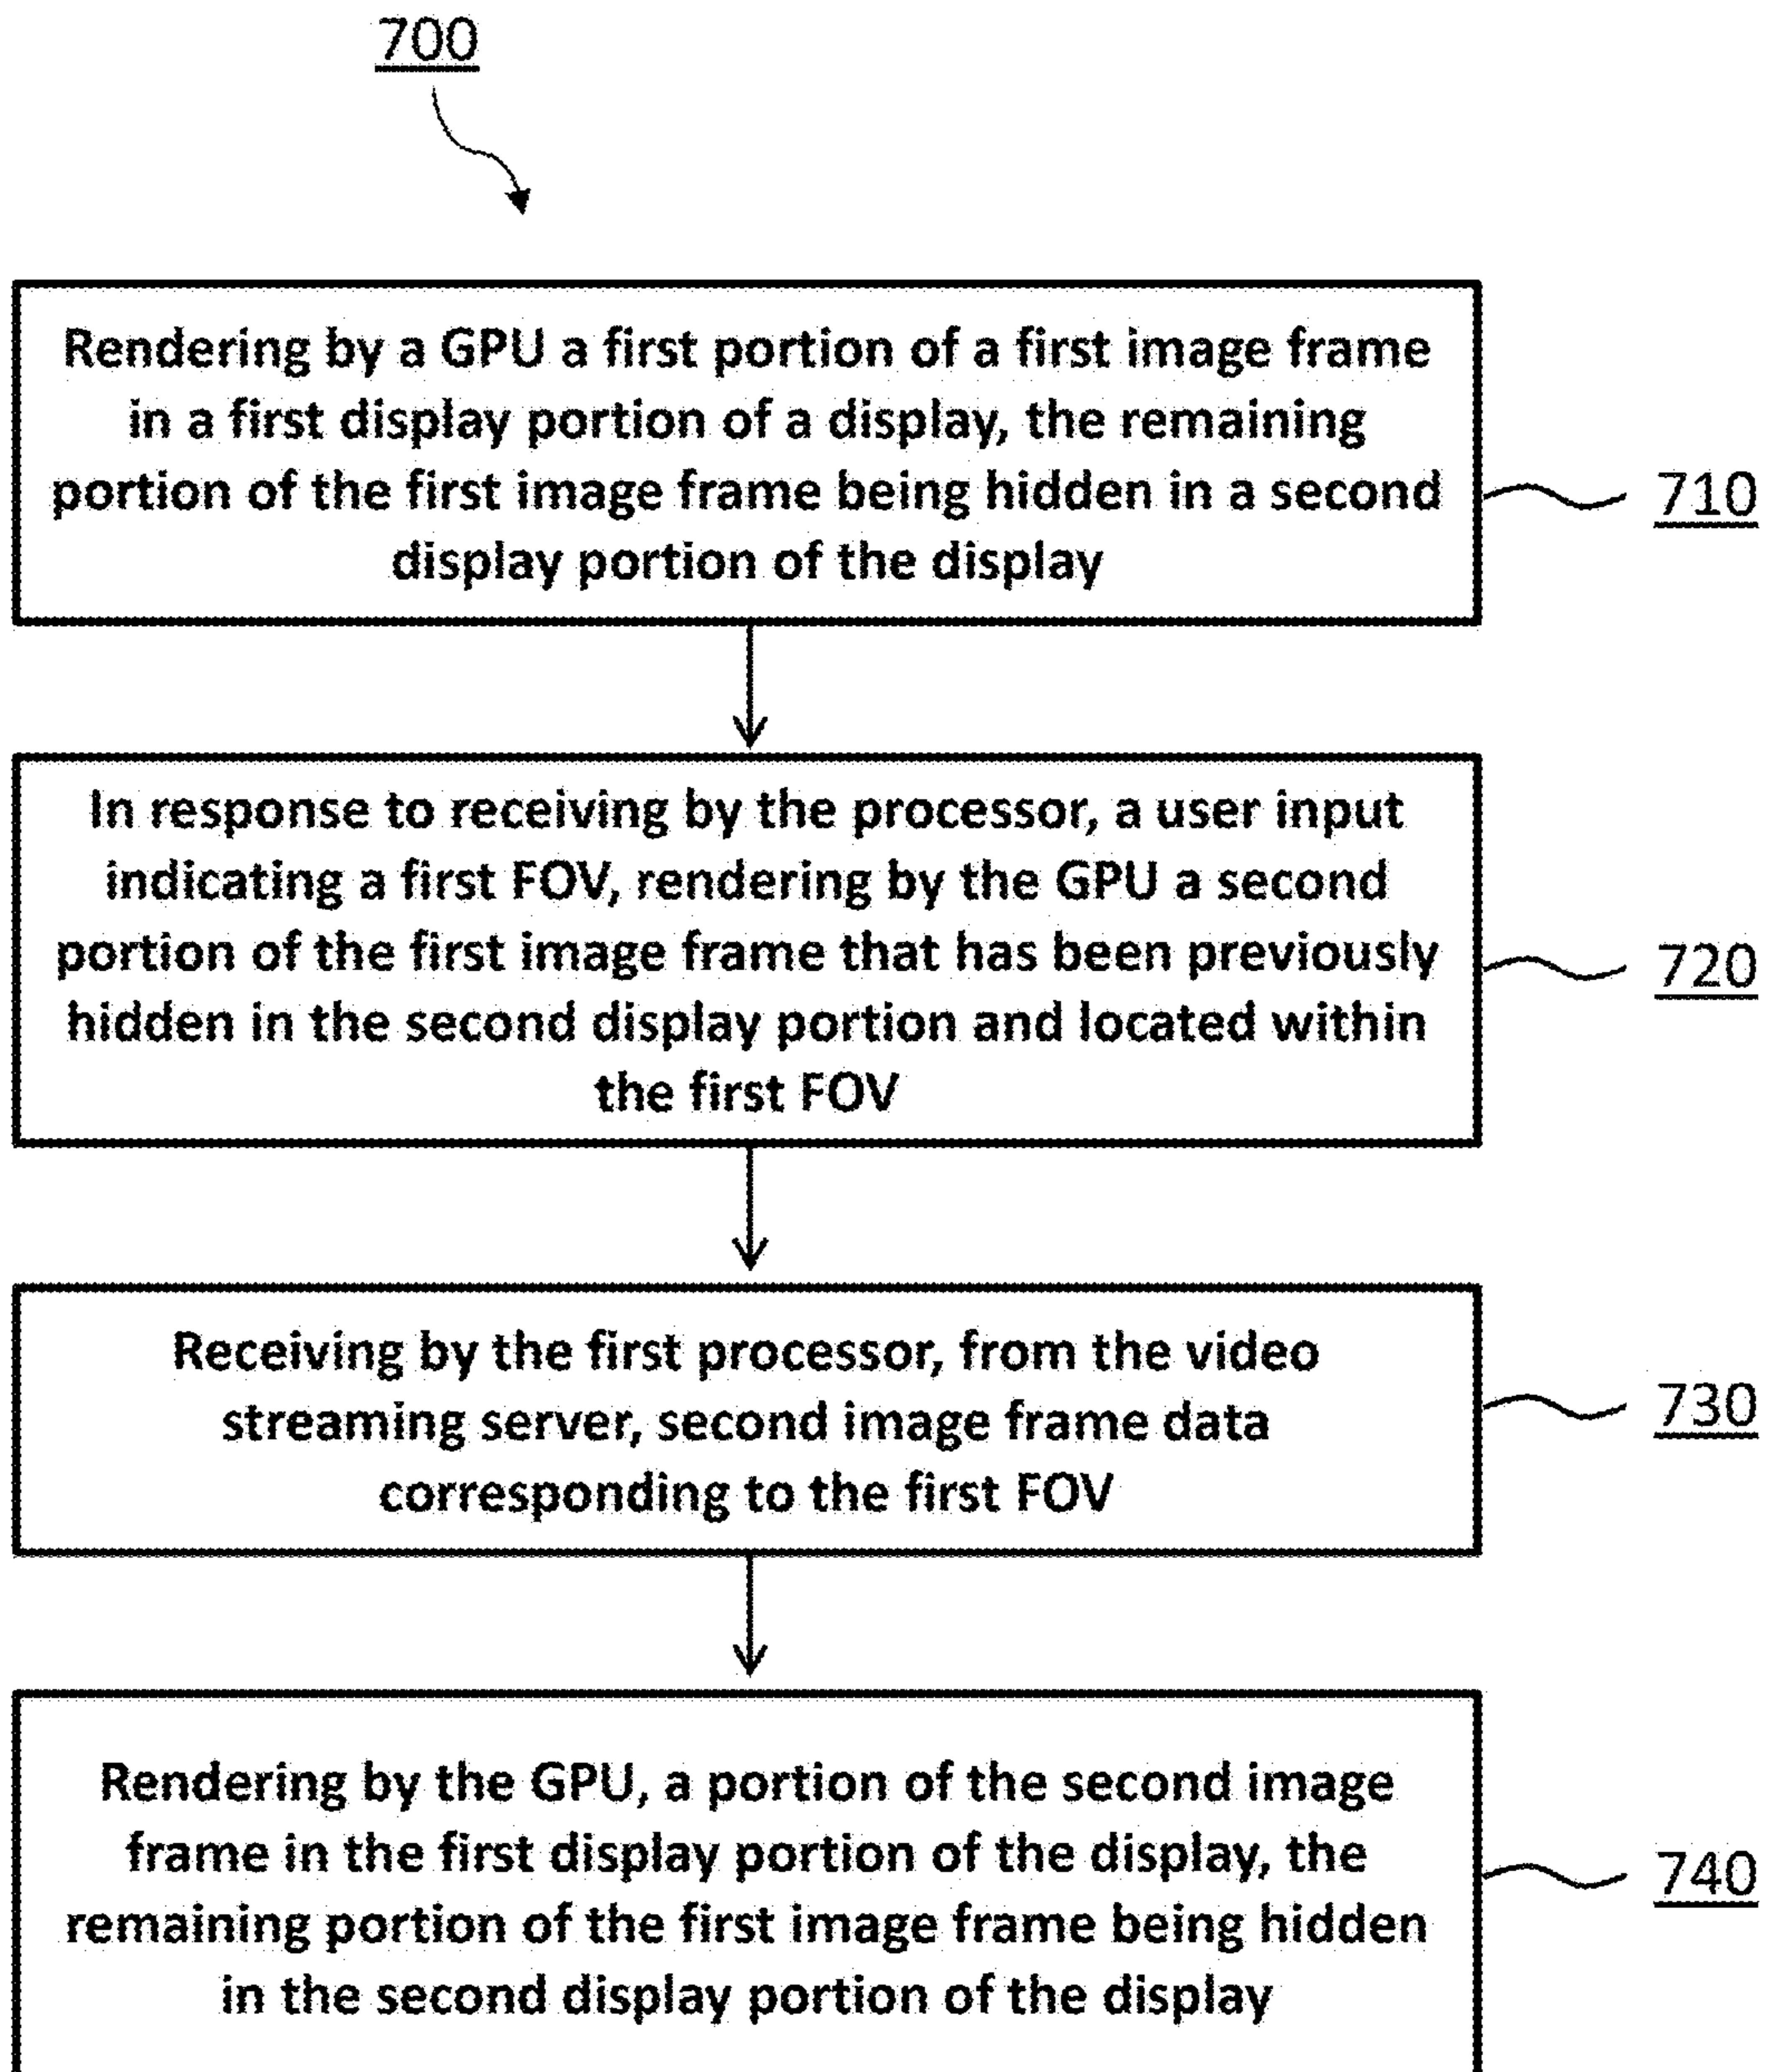 700
Rendering by a GPU a first portion of a first image frame
in a first display portion of a display, the remaining
portion of the first image frame being hidden in a second
display portion of the display
710
In response to receiving by the processor, a user input
indicating a first FOV, rendering by the GPU a second
portion of the first image frame that has been previously
hidden in the second display portion and located within
the first FOV
720
Receiving by the first processor, from the video
streaming server, second image frame data
corresponding to the first FOV
730
Rendering by the GPU, a portion of the second image
frame in the first display portion of the display, the
remaining portion of the first image frame being hidden
in the second display portion of the display
740